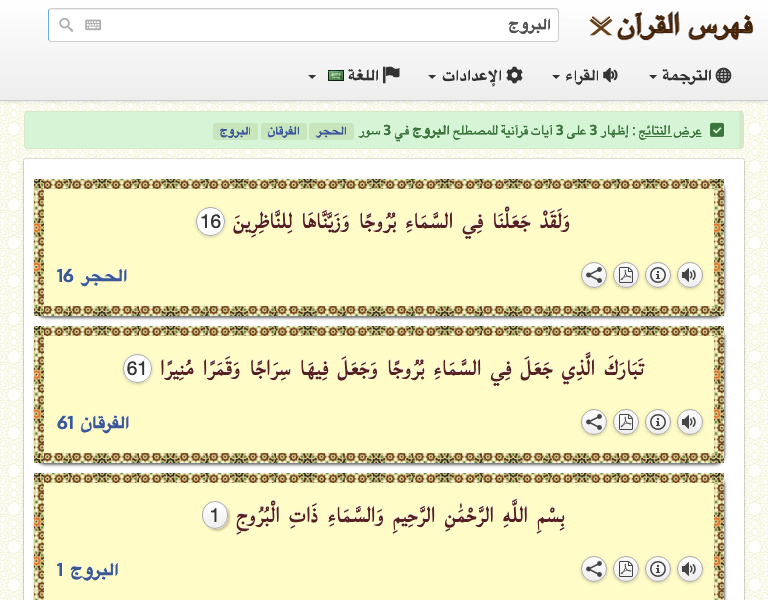 فهرس القرآن
البروج
الترجمة
القراء
الإعدادات
اللغة
عرض النتائج : إظهار 3 على 3 آيات قرآنية للمصطلح البروج في 3 سور الحجر الفرقان البروج
وَلَقَدْ جَعَلْنَا فِي السَّمَاءِ بُرُوجًا وَزَيَّنَّاهَا لِلنَّاظِرِينَ 16
الحجر 16
تَبَارَكَ الَّذِي جَعَلَ فِي السَّمَاءِ بُرُوجًا وَجَعَلَ فِيهَا سِرَاجًا وَقَمَرًا مُنِيرًا 61
الفرقان 61
بِسْمِ اللَّهِ الرَّحْمَٰنِ الرَّحِيمِ وَالسَّمَاءِ ذَاتِ الْبُرُوجِ 1
البروج 1